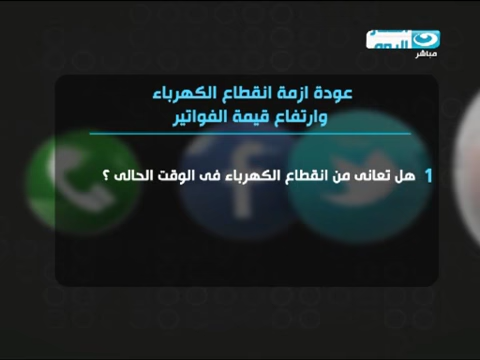 مباشر
عودة ازمة انقطاع الكهرباء
وارتفاع قيمة الفواتير
1 هل تعانى من انقطاع الكهرباء فى الوقت الحالى ؟